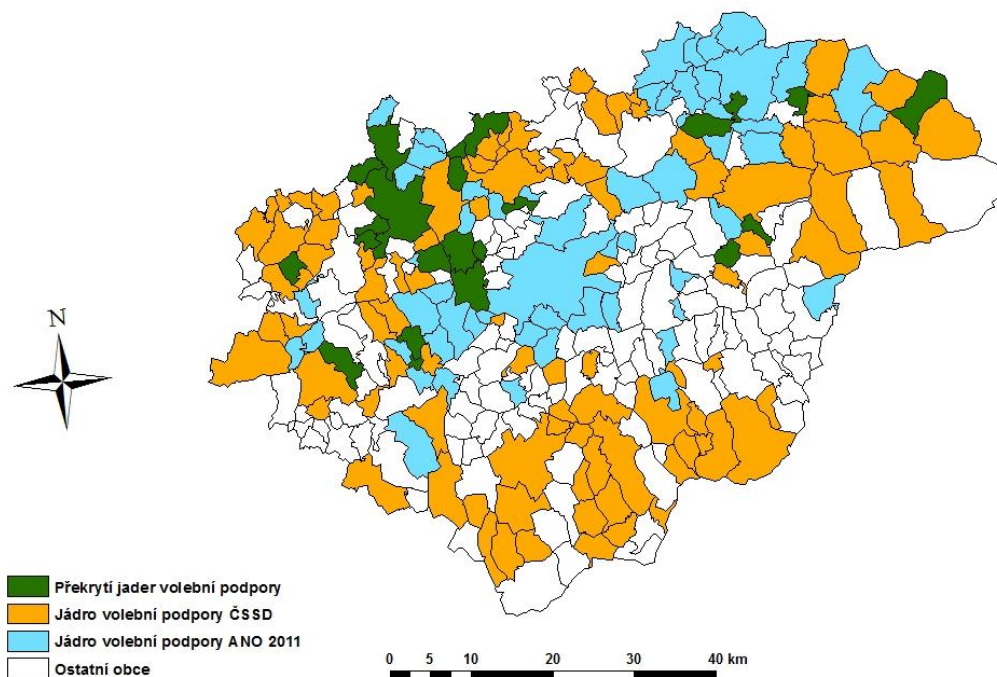 N
Překrytí jader volební podpory
Jádro volební podpory ČSSD
Jádro volební podpory ANO 2011
Ostatní obce
0 5 10 20 30 40 km